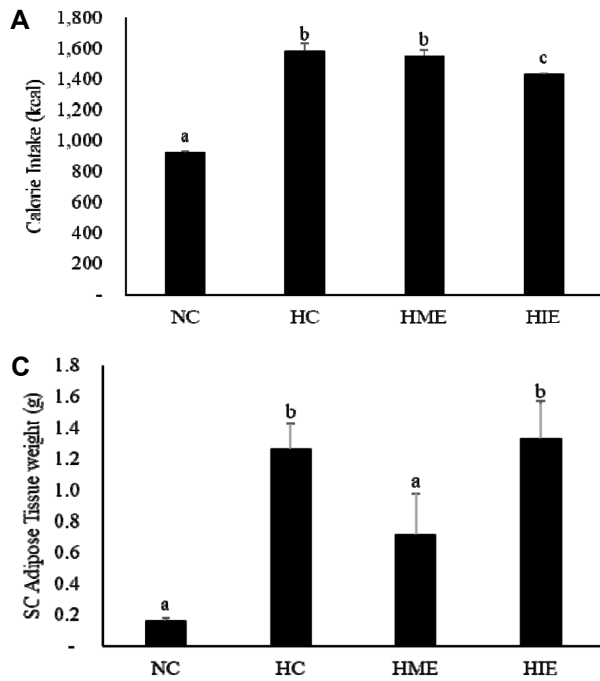 A
Calorie Intake (kcal)
1,800
1,600
1,400
1,200
1,000
800
600
400
200
-
a
b
b
c
NC HC HME HIE
C
SC Adipose Tissue weight (g)
1.8
1.6
1.4
1.2
1.0
0.8
0.6
0.4
0.2
-
a
b
a
b
NC HC HME HIE